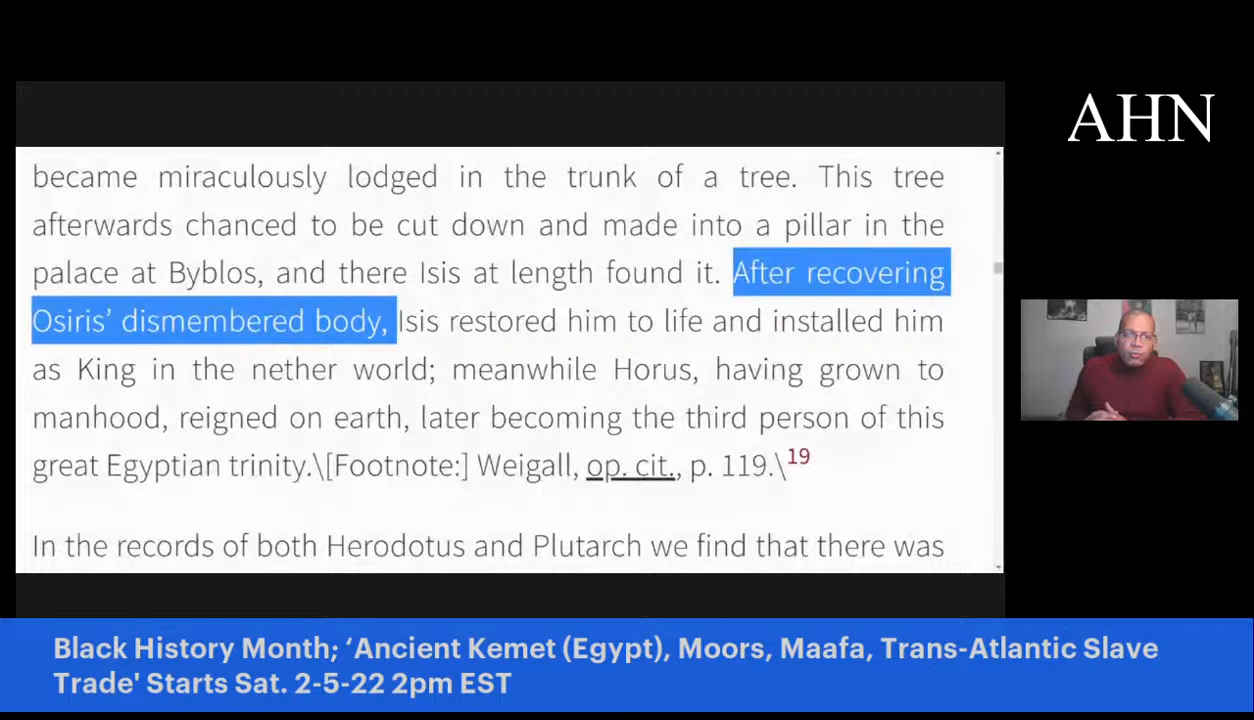 AHN
became miraculously lodged in the trunk of a tree. This tree
afterwards chanced to be cut down and made into a pillar in the
palace at Byblos, and there Isis at length found it. After recovering
Osiris’ dismembered body, Isis restored him to life and installed him
as King in the nether world; meanwhile Horus, having grown to
manhood, reigned on earth, later becoming the third person of this
great Egyptian trinity.\[Footnote:] Weigall, op. cit., p. 119.\19
In the records of both Herodotus and Plutarch we find that there was
Black History Month; ‘Ancient Kemet (Egypt), Moors, Maafa, Trans-Atlantic Slave
Trade' Starts Sat. 2-5-22 2pm EST